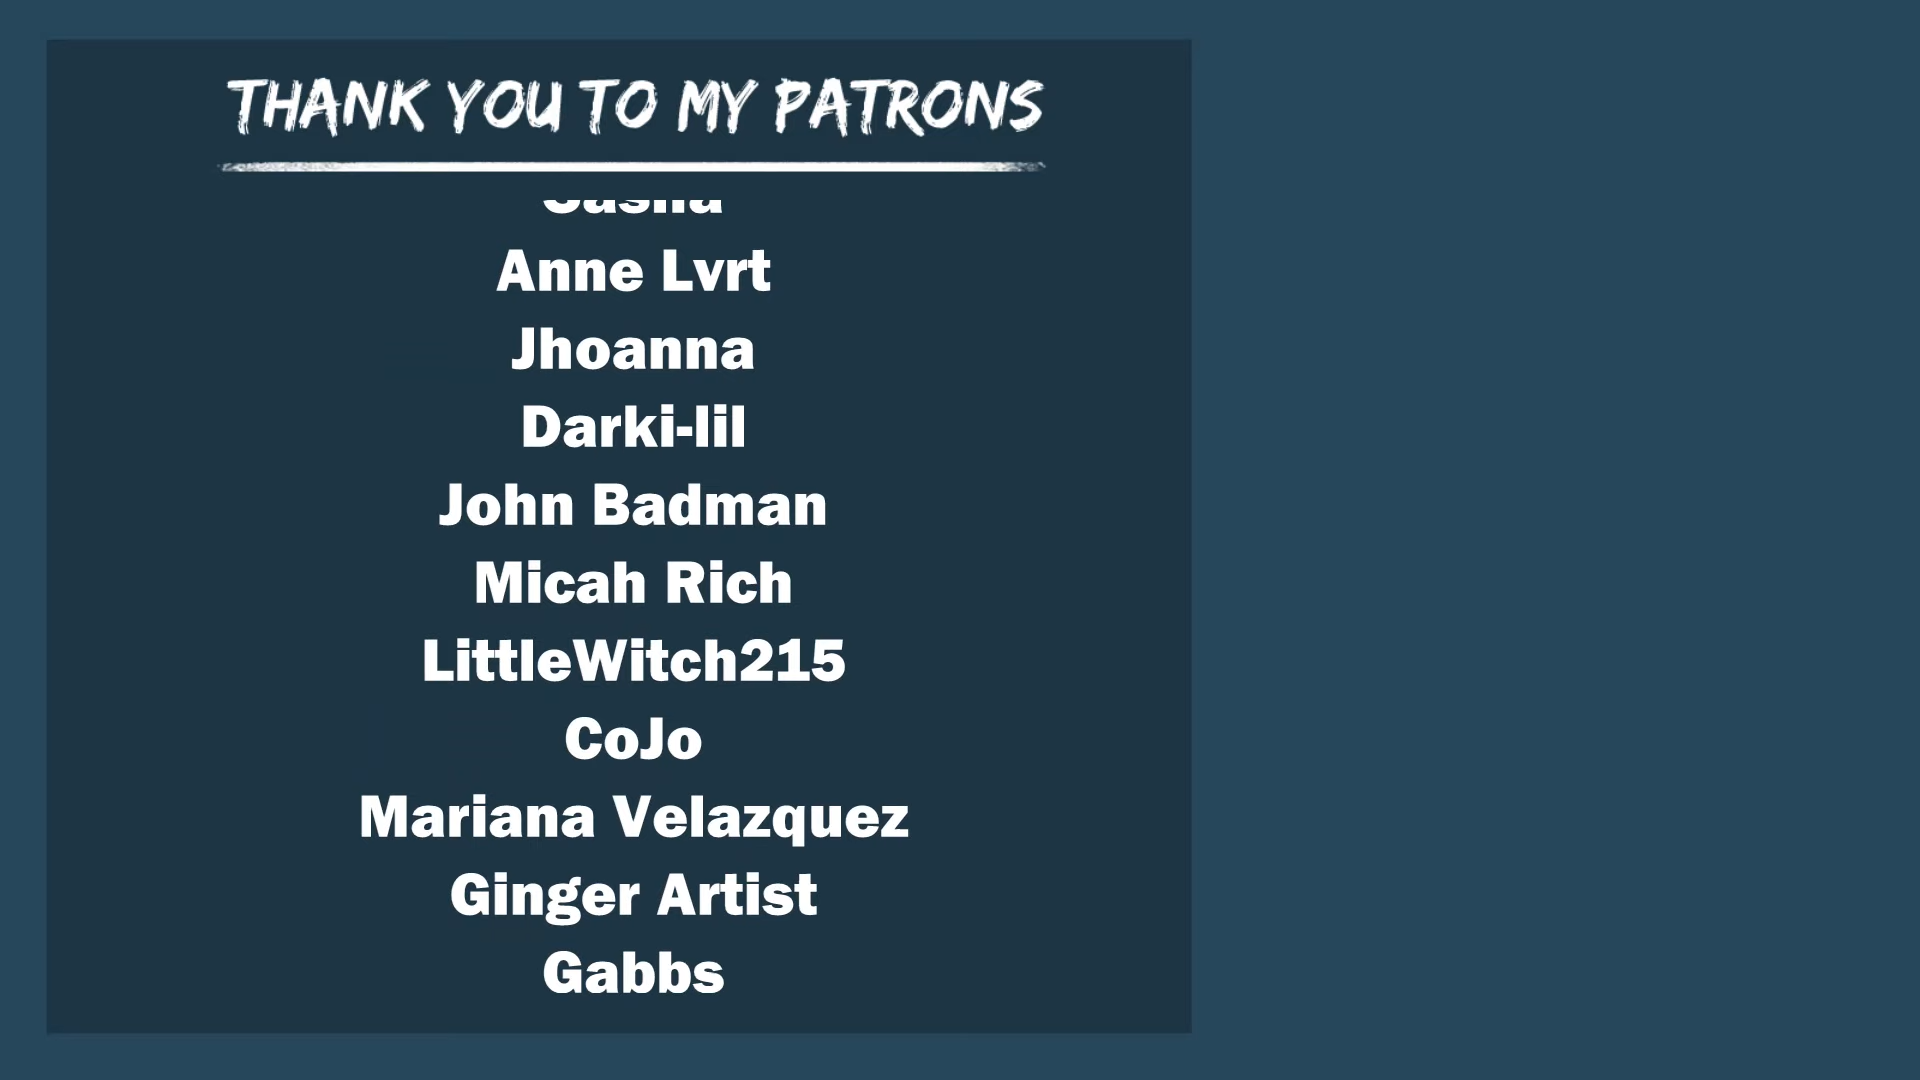 THANK YOU TO MY PATRONS
Anne Lvrt
Jhoanna
Darki-lil
John Badman
Micah Rich
LittleWitch215
CoJo
Mariana Velazquez
Ginger Artist
Gabbs